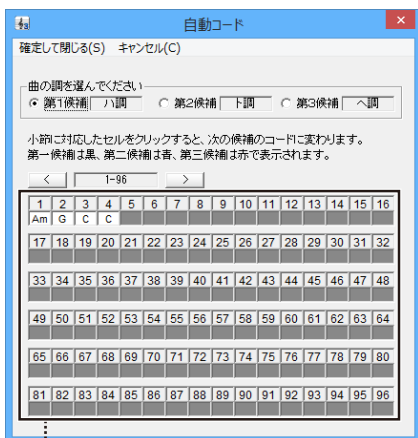 自動コード
確定して閉じる(S) キャンセル(C)
曲の調を選んでください
第1候補 ハ調 第2候補 ト調 第3候補 ヘ調
小節に対応したセルをクリックすると、次の候補のコードに変わります。
第一候補は黒、第二候補は青、第三候補は赤で表示されます。
< 1-96 >
1 2 3 4 5 6 7 8 9 10 11 12 13 14 15 16
Am G C C
17 18 19 20 21 22 23 24 25 26 27 28 29 30 31 32
33 34 35 36 37 38 39 40 41 42 43 44 45 46 47 48
49 50 51 52 53 54 55 56 57 58 59 60 61 62 63 64
65 66 67 68 69 70 71 72 73 74 75 76 77 78 79 80
81 82 83 84 85 86 87 88 89 90 91 92 93 94 95 96